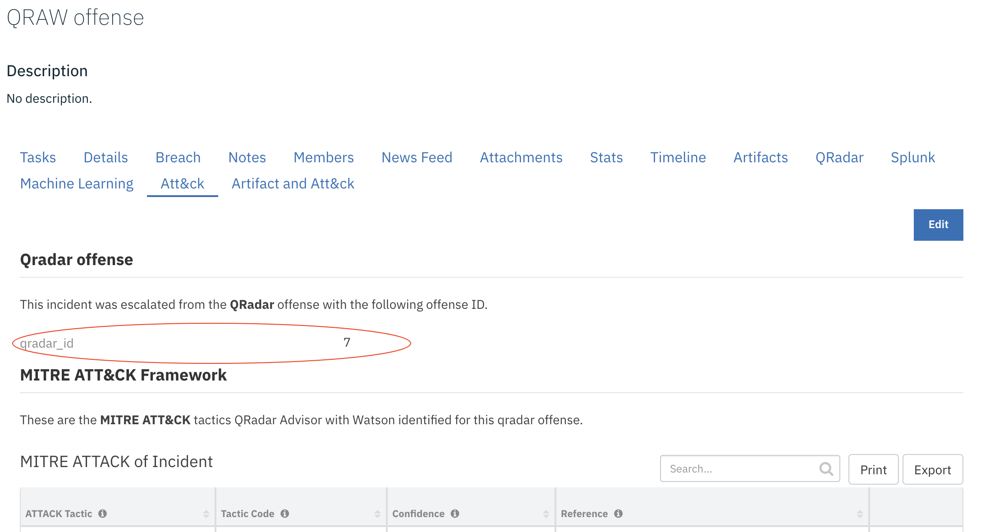 QRAW offense
Description
No description.
Tasks Details Breach Notes Members News Feed Attachments Stats Timeline Artifacts QRadar Splunk
Machine Learning Att&ck Artifact and Att&ck
Edit
Qradar offense
This incident was escalated from the QRadar offense with the following offense ID.
qradar_id 7
MITRE ATT&CK Framework
These are the MITRE ATT&CK tactics QRadar Advisor with Watson identified for this qradar offense.
MITRE ATTACK of Incident Search... Print Export
ATTACK Tactic Tactic Code Confidence Reference